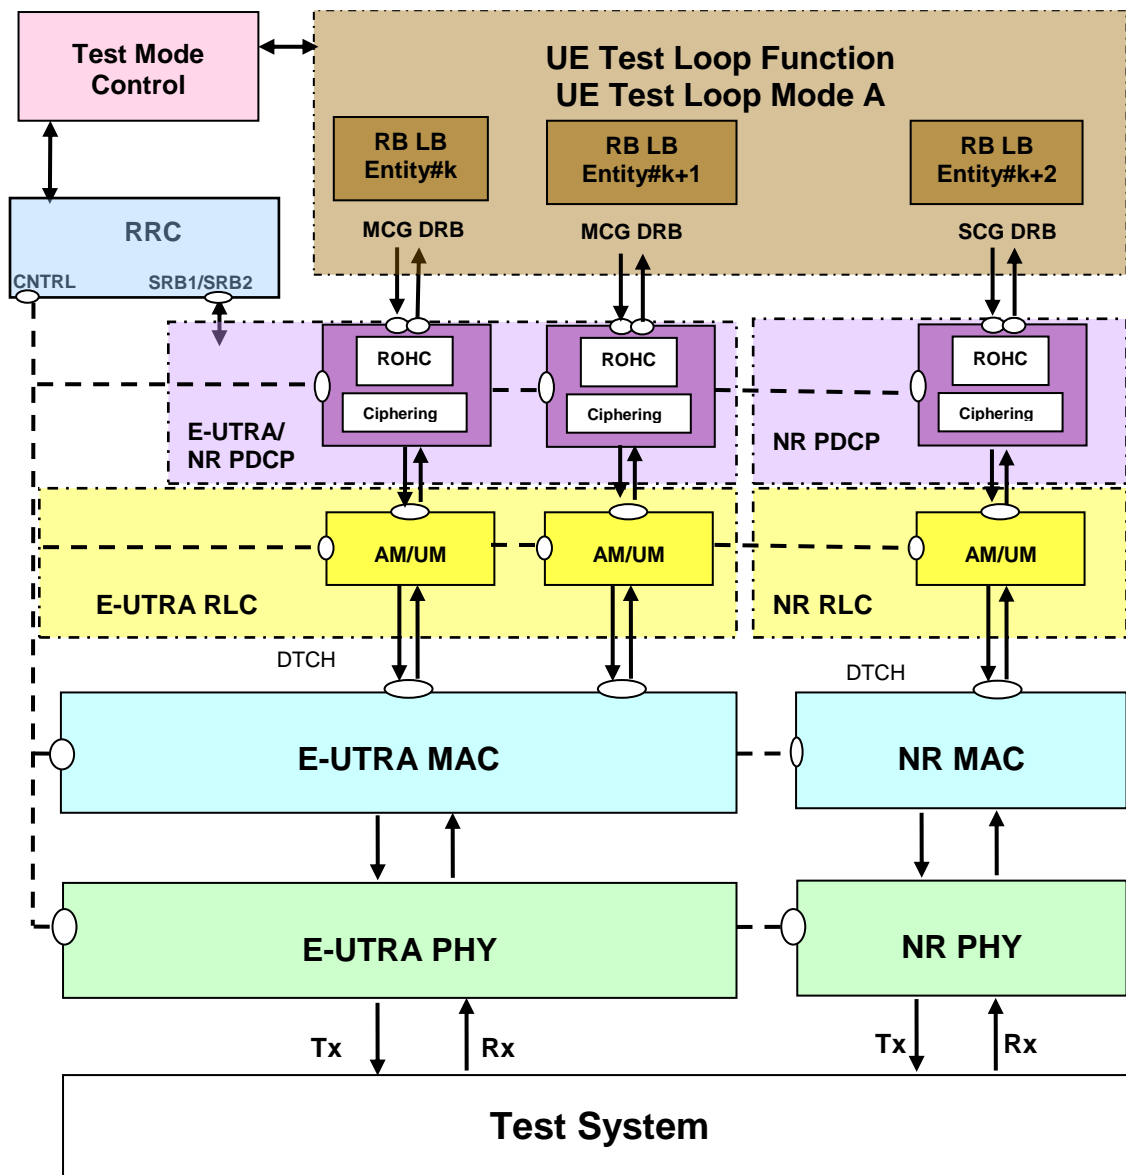 Test Mode
Control
UE Test Loop Function
UE Test Loop Mode A
RB LB
Entity#k
RB LB
Entity#k+1
RB LB
Entity#k+2
MCG DRB
MCG DRB
SCG DRB
RRC
CNTRL
SRB1/SRB2
ROHC
ROHC
ROHC
Ciphering
Ciphering
Ciphering
E-UTRA/
NR PDCP
NR PDCP
AM/UM
AM/UM
AM/UM
E-UTRA RLC
NR RLC
DTCH
DTCH
E-UTRA MAC
NR MAC
E-UTRA PHY
NR PHY
Tx
Rx
Tx
Rx
Test System